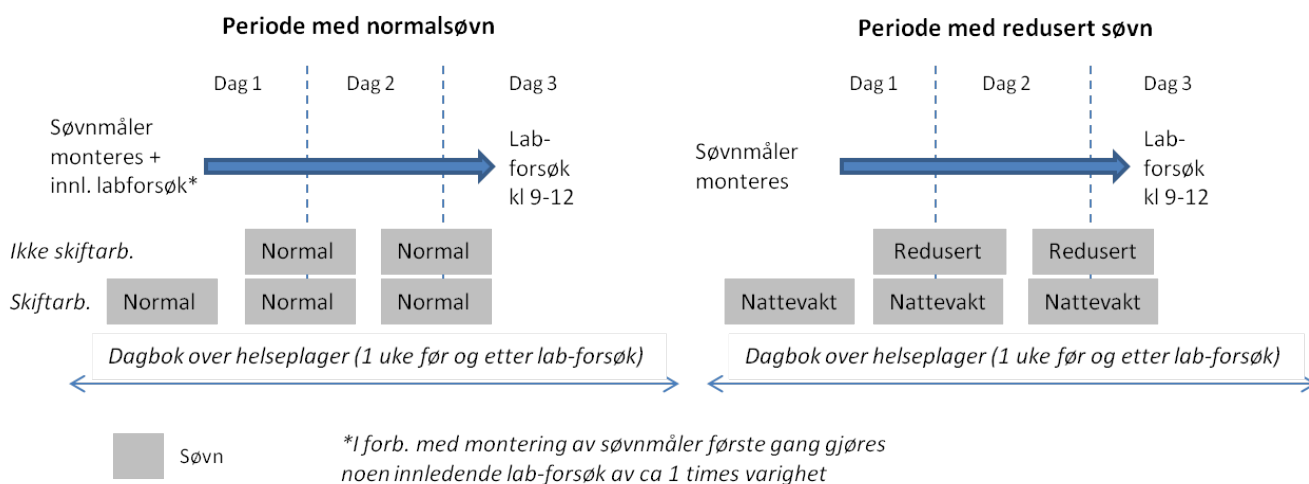 Periode med normalsøvn
Dag 1
Dag 2
Dag 3
Søvnmåler
monteres +
innl. labforsøk*
Lab-
forsøk
kl 9-12
Ikke skiftarb.
Normal
Normal
Skiftarb.
Normal
Normal
Normal
Dagbok over helseplager (1 uke før og etter lab-forsøk)
Periode med redusert søvn
Dag 1
Dag 2
Dag 3
Søvnmåler
monteres
Lab-
forsøk
kl 9-12
Redusert
Redusert
Nattevakt
Nattevakt
Nattevakt
Dagbok over helseplager (1 uke før og etter lab-forsøk)
Søvn
*I forb. med montering av søvnmåler første gang gjøres
noen innledende lab-forsøk av ca 1 times varighet